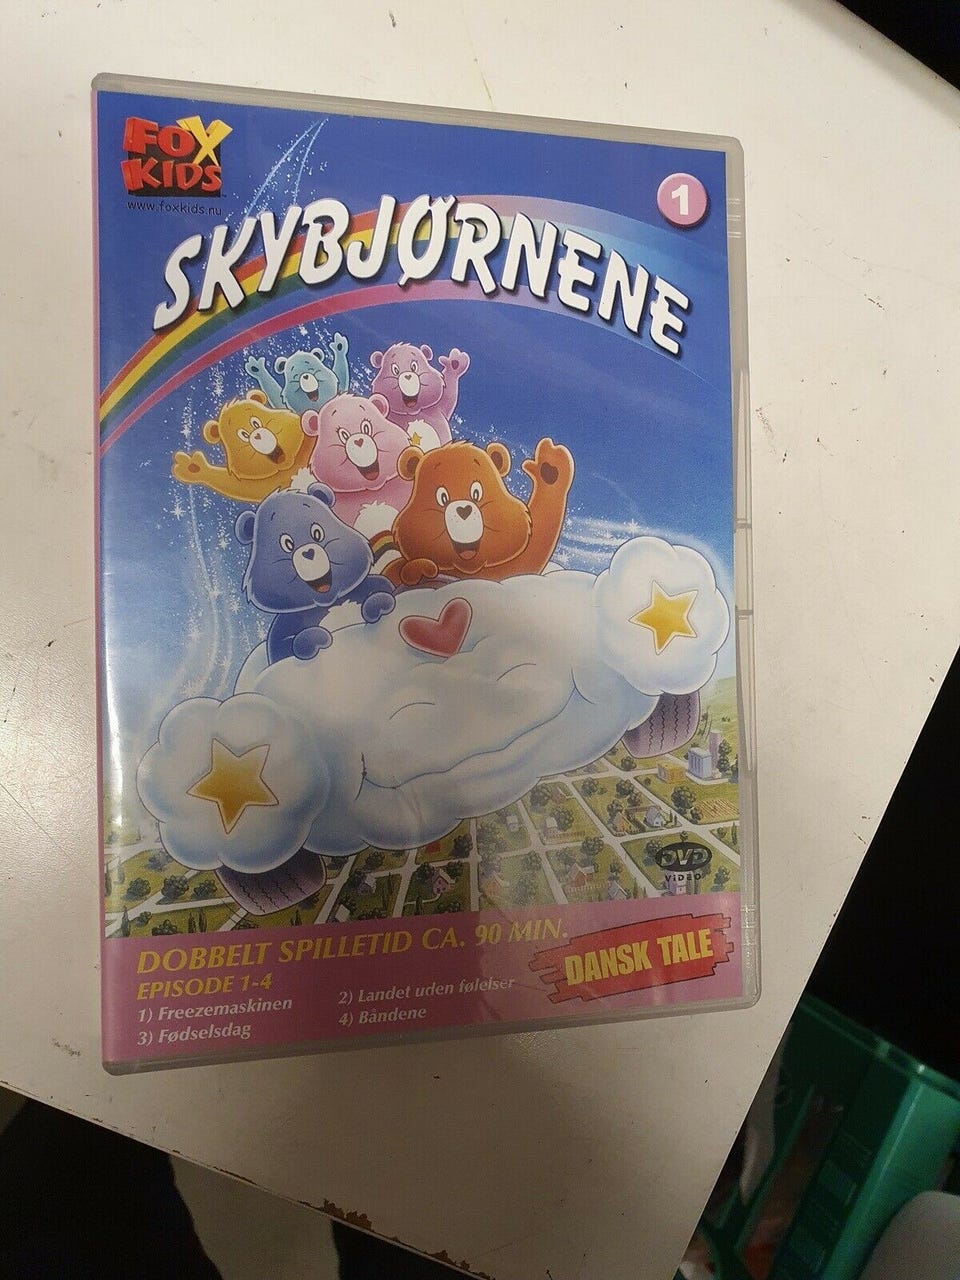 FOX
KIDS
www.foxkids.nu
1
SKYBJØRNENE
DVD
VIDEO
DOBBELT SPILLETID CA. 90 MIN.
EPISODE 1-4
1) Freezemaskinen
2) Landet uden følelser
3) Fødselsdag
4) Båndene
DANSK TALE